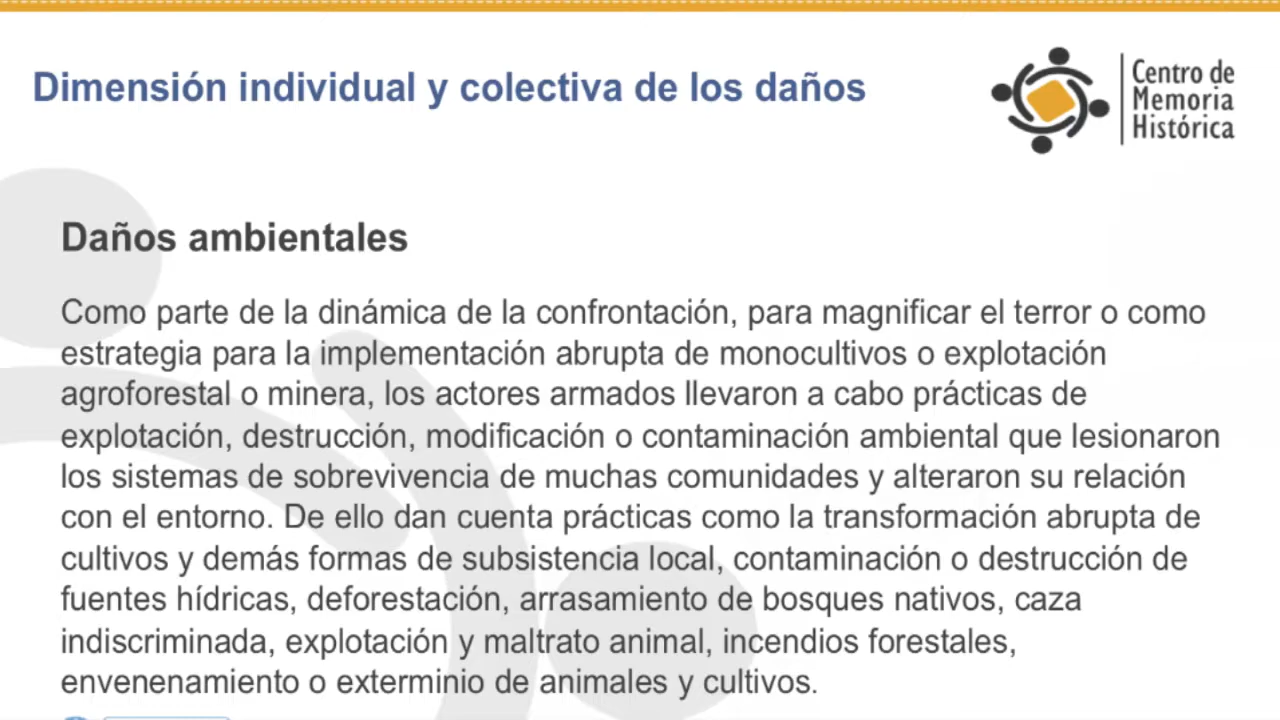 Dimensión individual y colectiva de los daños
Centro de
Memoria
Histórica
Daños ambientales
Como parte de la dinámica de la confrontación, para magnificar el terror o como
estrategia para la implementación abrupta de monocultivos o explotación
agroforestal o minera, los actores armados llevaron a cabo prácticas de
explotación, destrucción, modificación o contaminación ambiental que lesionaron
los sistemas de sobrevivencia de muchas comunidades y alteraron su relación
con el entorno. De ello dan cuenta prácticas como la transformación abrupta de
cultivos y demás formas de subsistencia local, contaminación o destrucción de
fuentes hídricas, deforestación, arrasamiento de bosques nativos, caza
indiscriminada, explotación y maltrato animal, incendios forestales,
envenenamiento o exterminio de animales y cultivos.